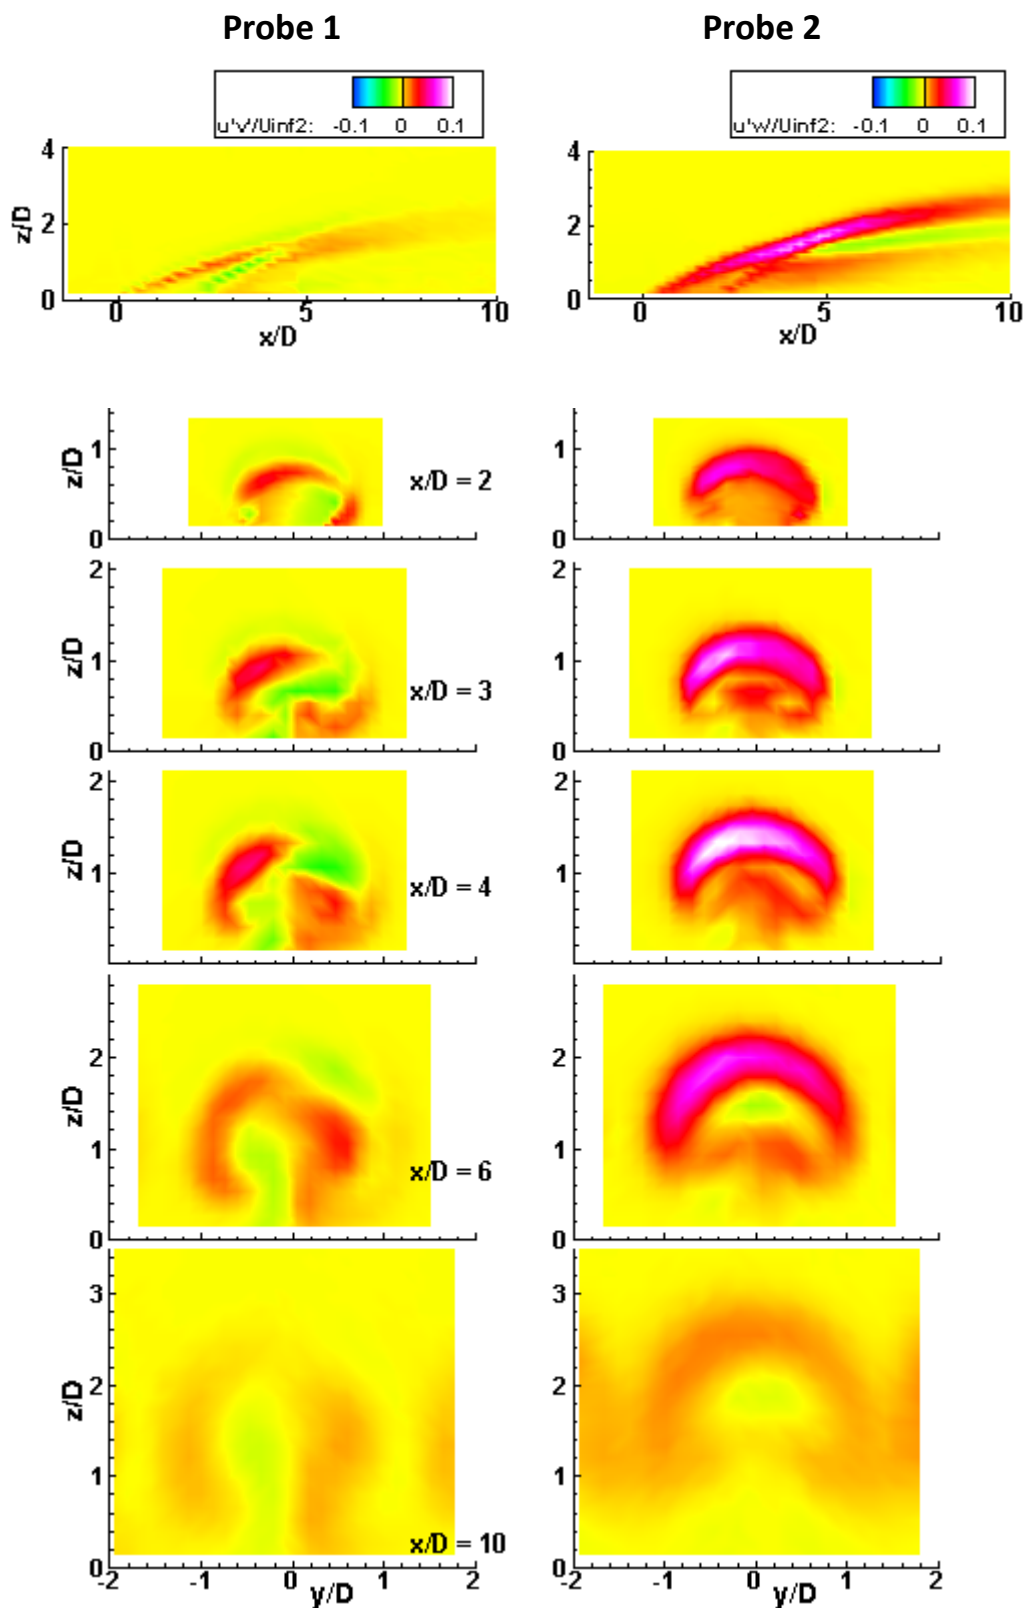 Probe 1 Probe 2
u'v'/Uinf2: -0.1 0 0.1 u'w'/Uinf2: -0.1 0 0.1
4 4
z/D 2 2
0 0
0 5 10 0 5 10
x/D x/D
z/D 1 x/D = 2 1
0 0
2 2
z/D 1 x/D = 3 1
0 0
2 2
z/D 1 x/D = 4 1
2 2
z/D 1 x/D = 6 1
0 0
3 3
z/D 2 2
1 1
x/D = 10
0 0
-2 -1 0 1 2 -2 -1 0 1 2
y/D y/D